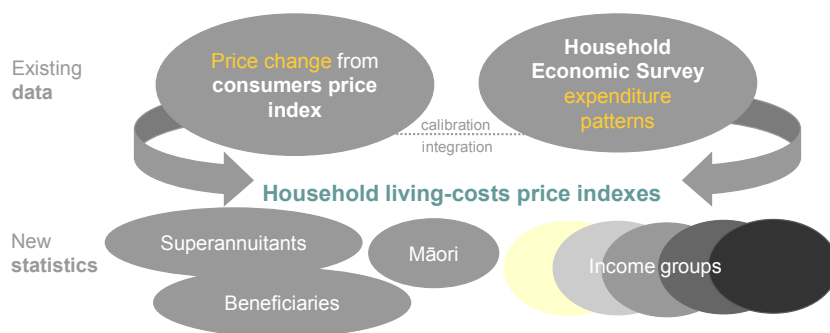 Existing
data
Price change from
consumers price
index
Household
Economic Survey
expenditure
patterns
calibration
integration
Household living-costs price indexes
New
statistics
Superannuitants
Māori
Beneficiaries
Income groups